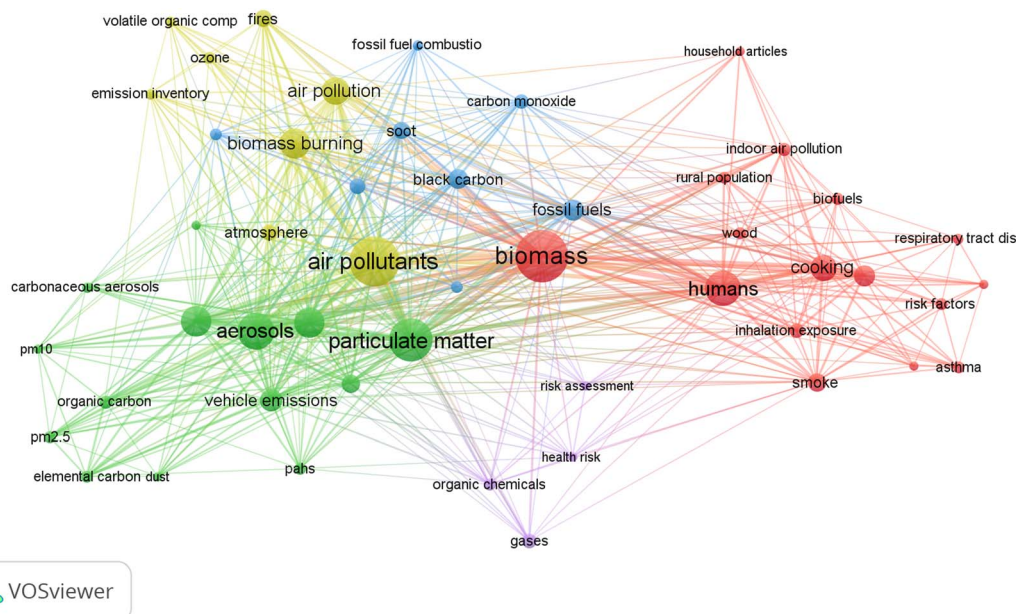 volatile organic comp
fires
ozone
fossil fuel combustio
household articles
emission inventory
air pollution
carbon monoxide
soot
biomass burning
indoor air pollution
black carbon
rural population
biofuels
fossil fuels
atmosphere
wood
respiratory tract dis
air pollutants
biomass
cooking
carbonaceous aerosols
humans
risk factors
aerosols
particulate matter
inhalation exposure
pm10
asthma
risk assessment
smoke
organic carbon
vehicle emissions
pm2.5
health risk
elemental carbon
dust
pahs
organic chemicals
gases
VOSviewer